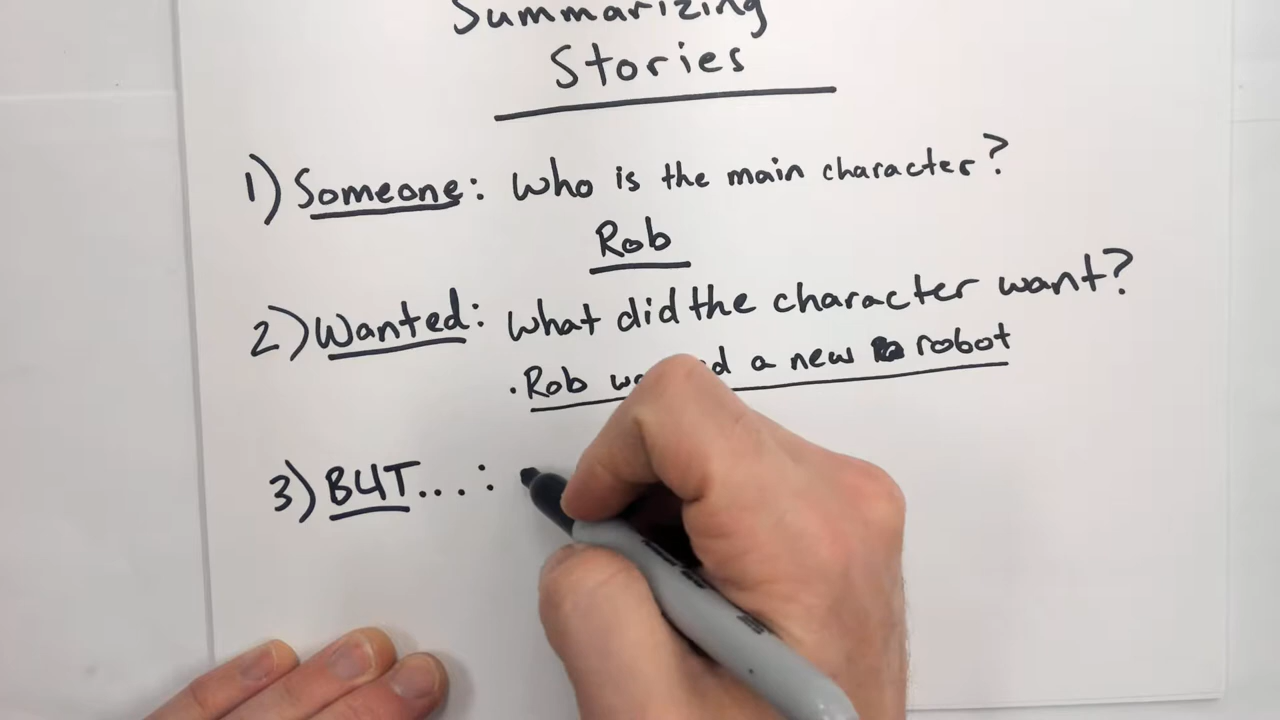 Summarizing
Stories
1) Someone: Who is the main character?
Rob
2) Wanted: What did the character want?
· Rob a new robot
3) BUT...: